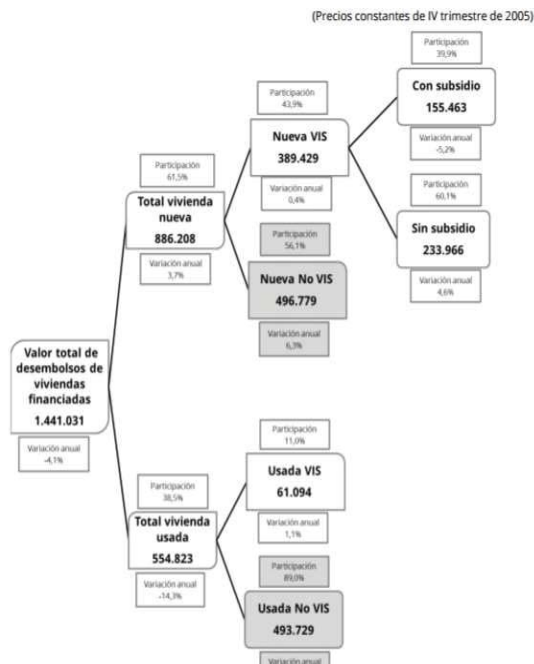 (Precios constantes de IV trimestre de 2005)
Participación
39,9%
Con subsidio
155.463
Variación anual
-5,2%
Participación
43,9%
Nueva VIS
389.429
Variación anual
0,4%
Participación
60,1%
Sin subsidio
233.966
Variación anual
4,6%
Participación
61,5%
Total vivienda
nueva
886.208
Variación anual
3,7%
Participación
56,1%
Nueva No VIS
496.779
Variación anual
6,3%
Valor total de
desembolsos de
viviendas
financiadas
1.441.031
Variación anual
-4,1%
Participación
38,5%
Total vivienda
usada
554.823
Variación anual
-14,3%
Participación
11,0%
Usada VIS
61.094
Variación anual
1,1%
Participación
89,0%
Usada No VIS
493.729
Variación anual